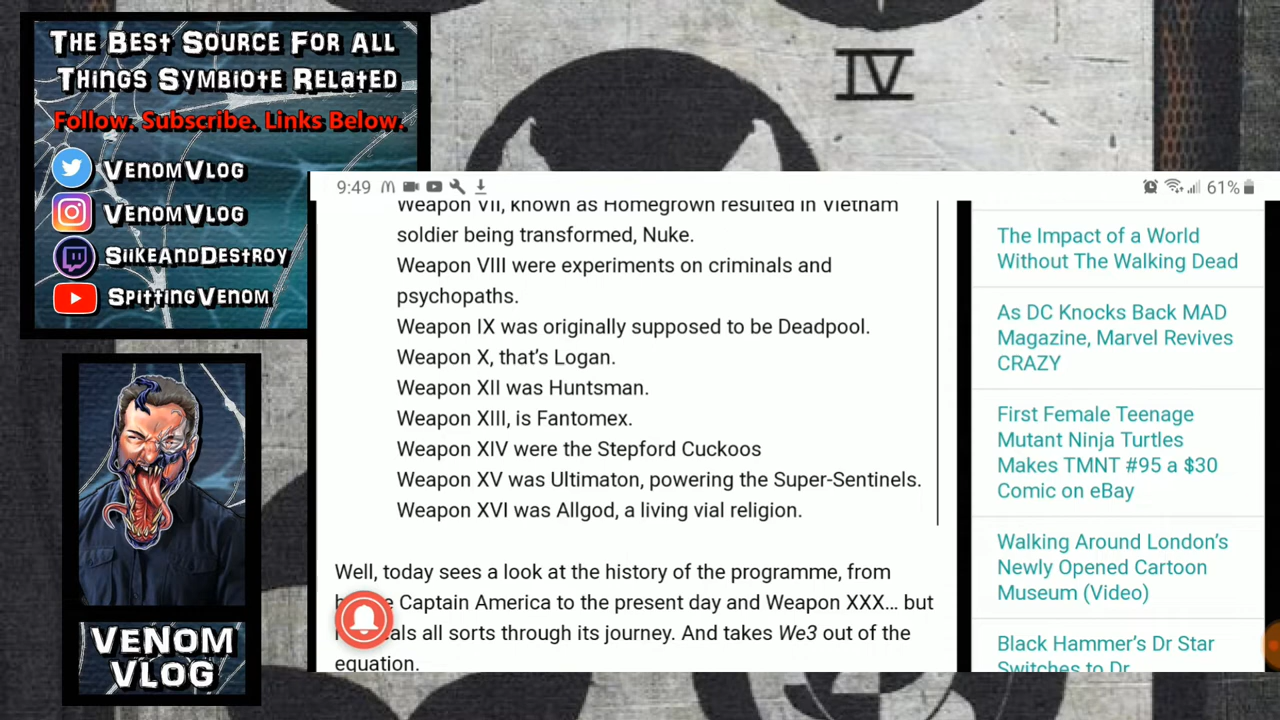 THE BEST SOURCE FOR ALL
THINGS SYMBIOTE RELATED
Follow. Subscribe. Links Below.
VENOMVLOG
VENOMVLOG
SIIKEANDDESTROY
SPITTINGVENOM
VENOM
VLOG
IV
9:49
61%
Weapon VII, known as Homegrown resulted in Vietnam
soldier being transformed, Nuke.
Weapon VIII were experiments on criminals and
psychopaths.
Weapon IX was originally supposed to be Deadpool.
Weapon X, that's Logan.
Weapon XII was Huntsman.
Weapon XIII, is Fantomex.
Weapon XIV were the Stepford Cuckoos
Weapon XV was Ultimaton, powering the Super-Sentinels.
Weapon XVI was Allgod, a living vial religion.
Well, today sees a look at the history of the programme, from
Captain America to the present day and Weapon XXX... but
all sorts through its journey. And takes We3 out of the
equation.
The Impact of a World
Without The Walking Dead
As DC Knocks Back MAD
Magazine, Marvel Revives
CRAZY
First Female Teenage
Mutant Ninja Turtles
Makes TMNT #95 a $30
Comic on eBay
Walking Around London's
Newly Opened Cartoon
Museum (Video)
Black Hammer's Dr Star
Switches to Dr